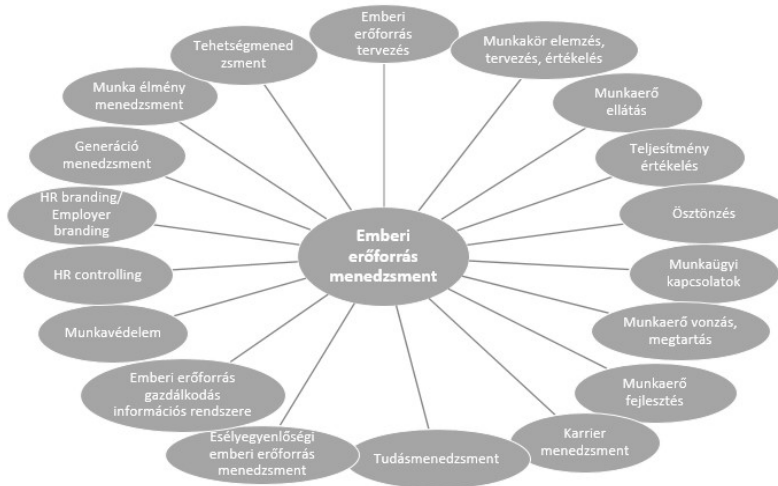 Emberi
erőforrás
tervezés
Munkakör elemzés,
tervezés, értékelés
Munkaerő
ellátás
Teljesítmény
értékelés
Ösztönzés
Munkaügyi
kapcsolatok
Munkaerő vonzás,
megtartás
Munkaerő
fejlesztés
Karrier
menedzsment
Tudásmenedzsment
Esélyegyenlőségi
emberi erőforrás
menedzsment
Emberi erőforrás
gazdálkodás
információs rendszere
Munkavédelem
HR controlling
HR branding/
Employer
branding
Generáció
menedzsment
Munka élmény
menedzsment
Tehetségmened
zsment
Emberi
erőforrás
menedzsment